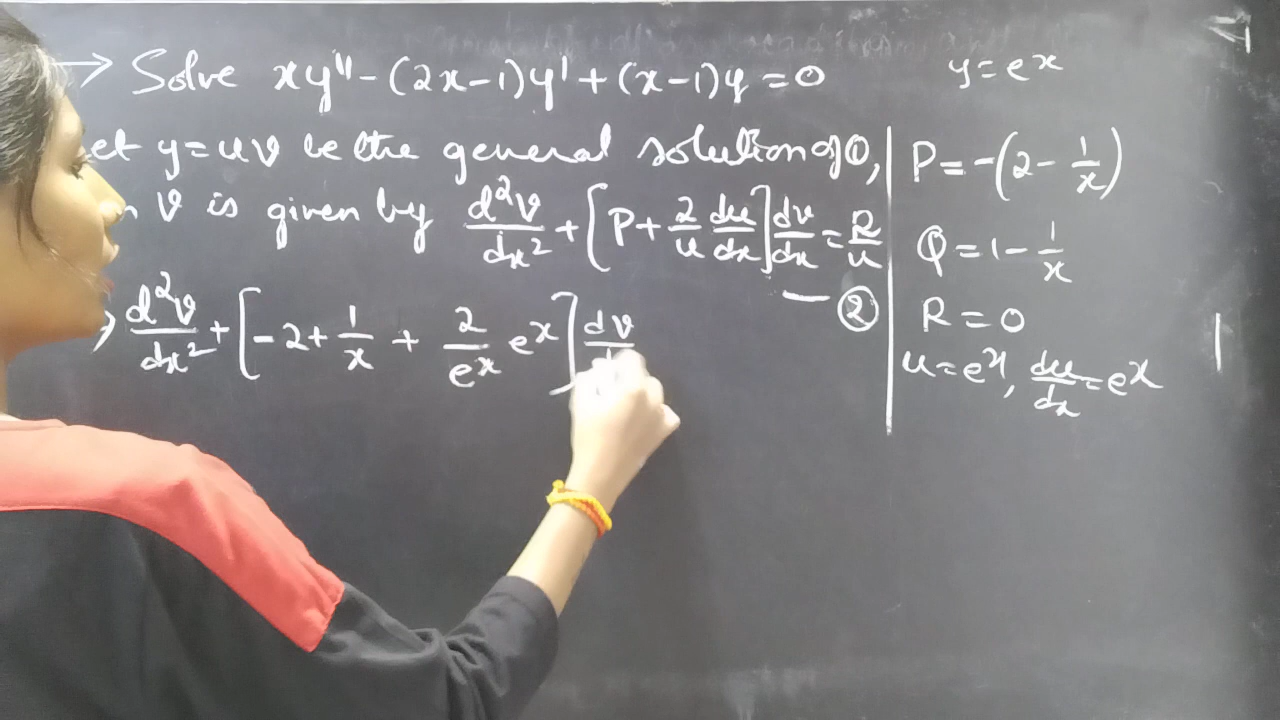 → Solve xy'' - (2x-1)y' + (x-1)y = 0 y = e^x
et y = uv be the general solution of ①,
n v is given by d²v/dx² + [P + 2/u du/dx] dv/dx = R/u
— ②
d²v/dx² + [-2 + 1/x + 2/e^x e^x] dv/d
P = -(2 - 1/x)
Q = 1 - 1/x
R = 0
u = e^x, du/dx = e^x